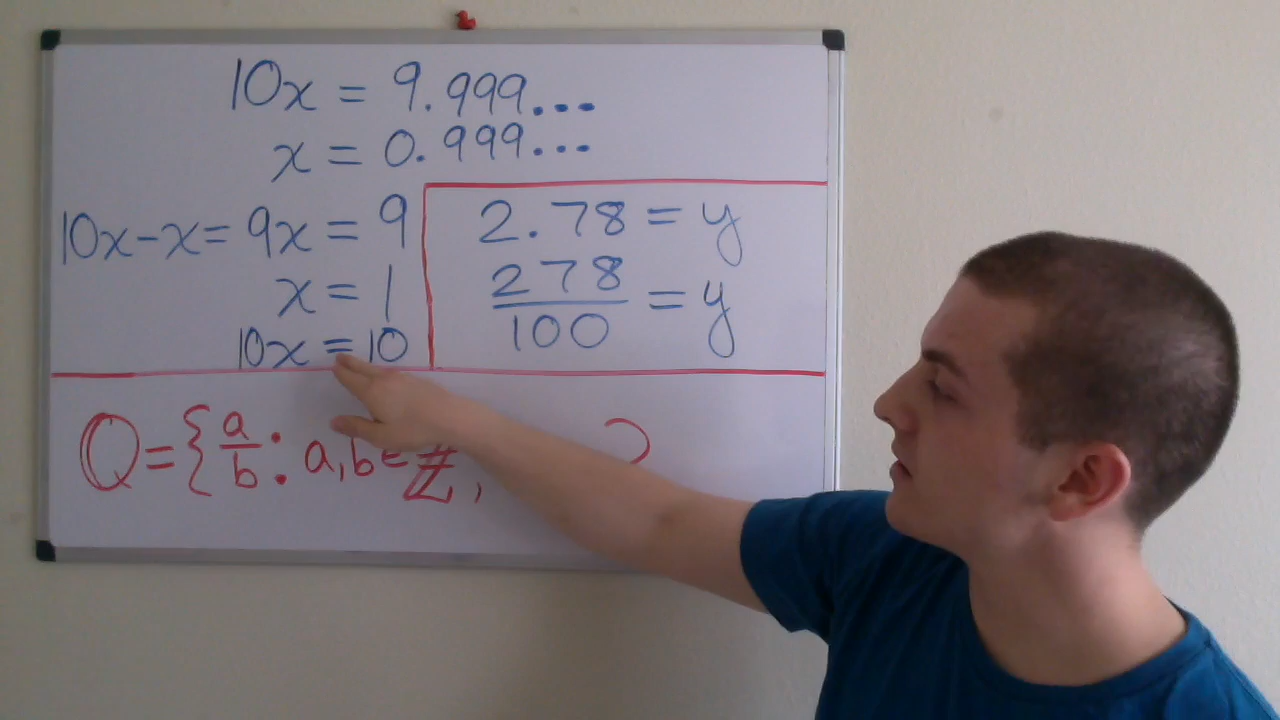 10x = 9.999...
x = 0.999...
10x-x= 9x = 9
x = 1
10x = 10
2.78 = y
278/100 = y
Q={a/b: a,b∈ℤ,